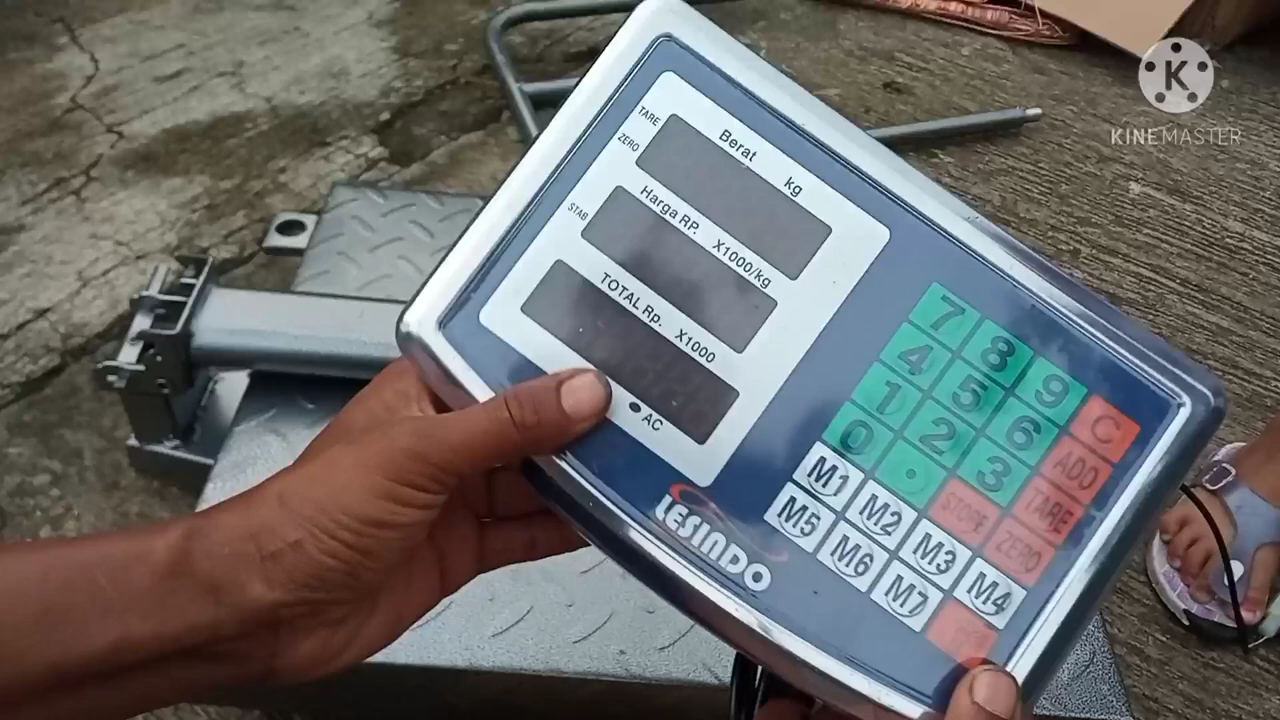 TARE
ZERO
Berat kg
STAB
Harga RP. X1000/kg
TOTAL Rp. X1000
AC
LESINDO
7 8 9 C
4 5 6 ADD
1 2 3 TARE
0 . STORE ZERO
M1 M2 M3 M4
M5 M6 M7
K
KINEMASTER